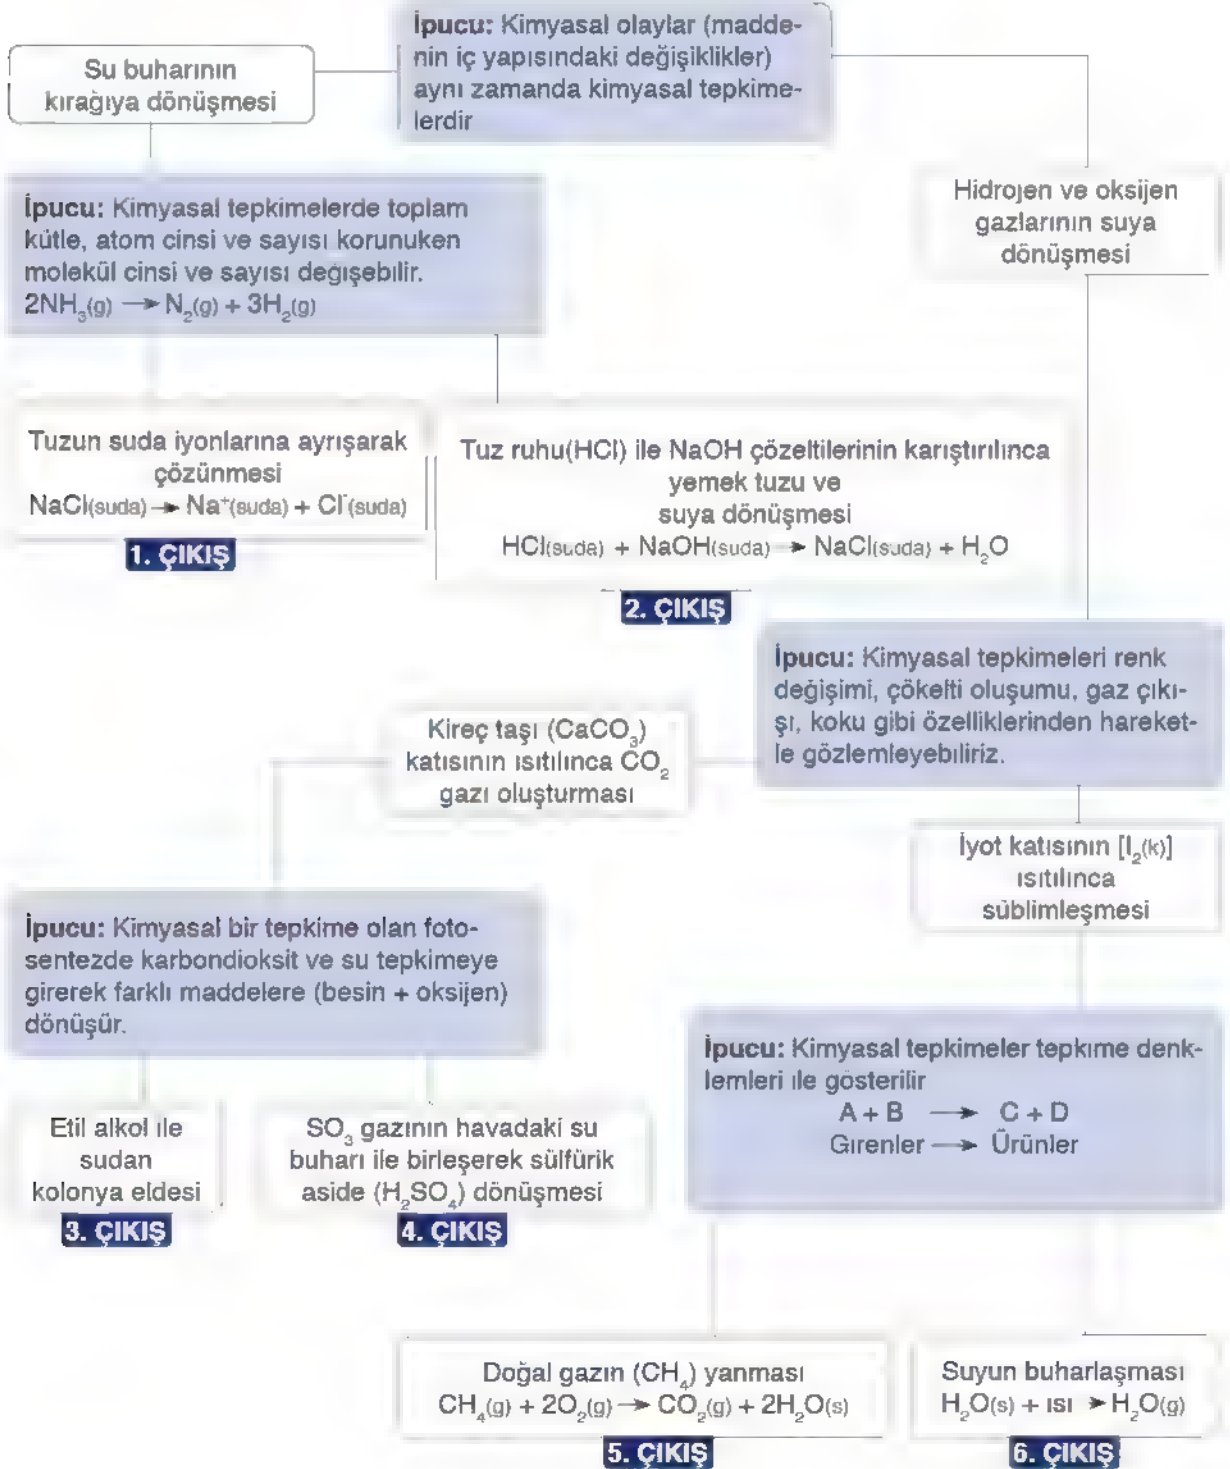 Su buharının
kırağıya dönüşmesi
İpucu: Kimyasal olaylar (madde-
nin iç yapısındaki değişiklikler)
aynı zamanda kimyasal tepkime-
lerdir
İpucu: Kimyasal tepkimelerde toplam
kütle, atom cinsi ve sayısı korunuken
molekül cinsi ve sayısı değişebilir.
2NH₃(g) → N₂(g) + 3H₂(g)
Hidrojen ve oksijen
gazlarının suya
dönüşmesi
Tuzun suda iyonlarına ayrışarak
çözünmesi
NaCl(suda) → Na⁺(suda) + Cl⁻(suda)
1. ÇIKIŞ
Tuz ruhu(HCl) ile NaOH çözeltilerinin karıştırılınca
yemek tuzu ve
suya dönüşmesi
HCl(suda) + NaOH(suda) → NaCl(suda) + H₂O
2. ÇIKIŞ
İpucu: Kimyasal tepkimeleri renk
değişimi, çökelti oluşumu, gaz çıkı-
şı, koku gibi özelliklerinden hareket-
le gözlemleyebiliriz.
Kireç taşı (CaCO₃)
katısının ısıtılınca CO₂
gazı oluşturması
İyot katısının [I₂(k)]
ısıtılınca
süblimleşmesi
İpucu: Kimyasal bir tepkime olan foto-
sentezde karbondioksit ve su tepkimeye
girerek farklı maddelere (besin + oksijen)
dönüşür.
İpucu: Kimyasal tepkimeler tepkime denk-
lemleri ile gösterilir
A + B → C + D
Girenler → Ürünler
Etil alkol ile
sudan
kolonya eldesi
3. ÇIKIŞ
SO₃ gazının havadaki su
buharı ile birleşerek sülfürik
aside (H₂SO₄) dönüşmesi
4. ÇIKIŞ
Doğal gazın (CH₄) yanması
CH₄(g) + 2O₂(g) → CO₂(g) + 2H₂O(s)
5. ÇIKIŞ
Suyun buharlaşması
H₂O(s) + ısı ➤ H₂O(g)
6. ÇIKIŞ